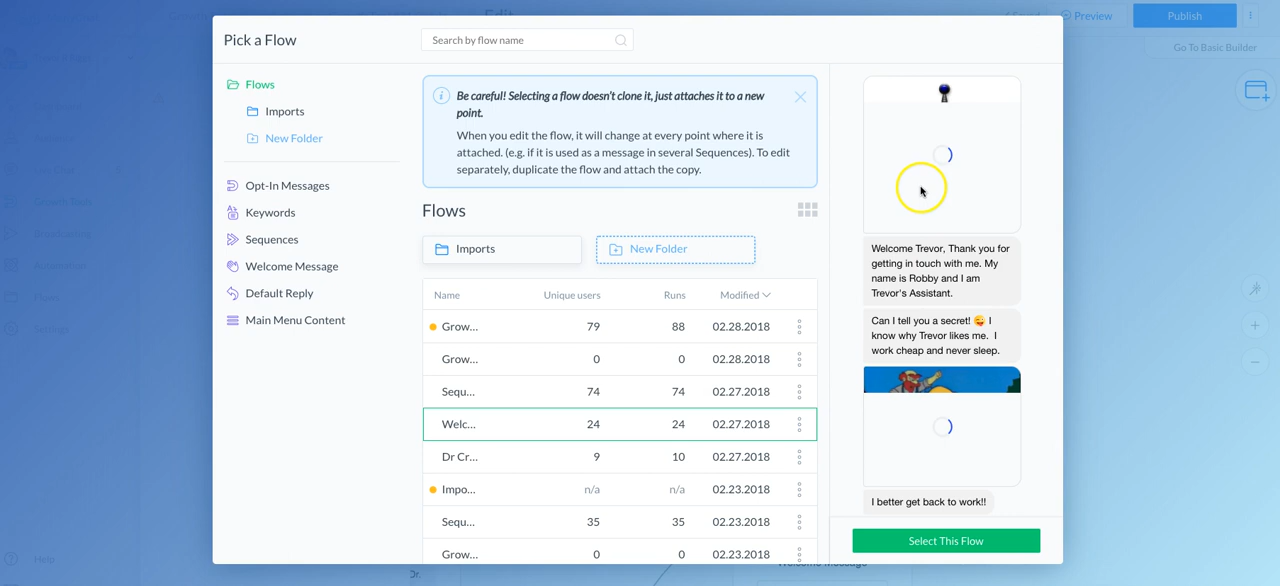 Edit
Preview
Publish
Go To Basic Builder
Pick a Flow
Search by flow name
Flows
Imports
New Folder
Opt-In Messages
Keywords
Sequences
Welcome Message
Default Reply
Main Menu Content
Be careful! Selecting a flow doesn't clone it, just attaches it to a new
point.
When you edit the flow, it will change at every point where it is
attached. (e.g. if it is used as a message in several Sequences). To edit
separately, duplicate the flow and attach the copy.
Flows
Imports
New Folder
Name Unique users Runs Modified
Grow... 79 88 02.28.2018
Grow... 0 0 02.28.2018
Sequ... 74 74 02.27.2018
Welc... 24 24 02.27.2018
Dr Cr... 9 10 02.27.2018
Impo... n/a n/a 02.23.2018
Sequ... 35 35 02.23.2018
Grow... 0 0 02.23.2018
Welcome Trevor, Thank you for
getting in touch with me. My
name is Robby and I am
Trevor's Assistant.
Can I tell you a secret! 😜 I
know why Trevor likes me. I
work cheap and never sleep.
I better get back to work!!
Select This Flow
Help
Dr.
Welcome Message